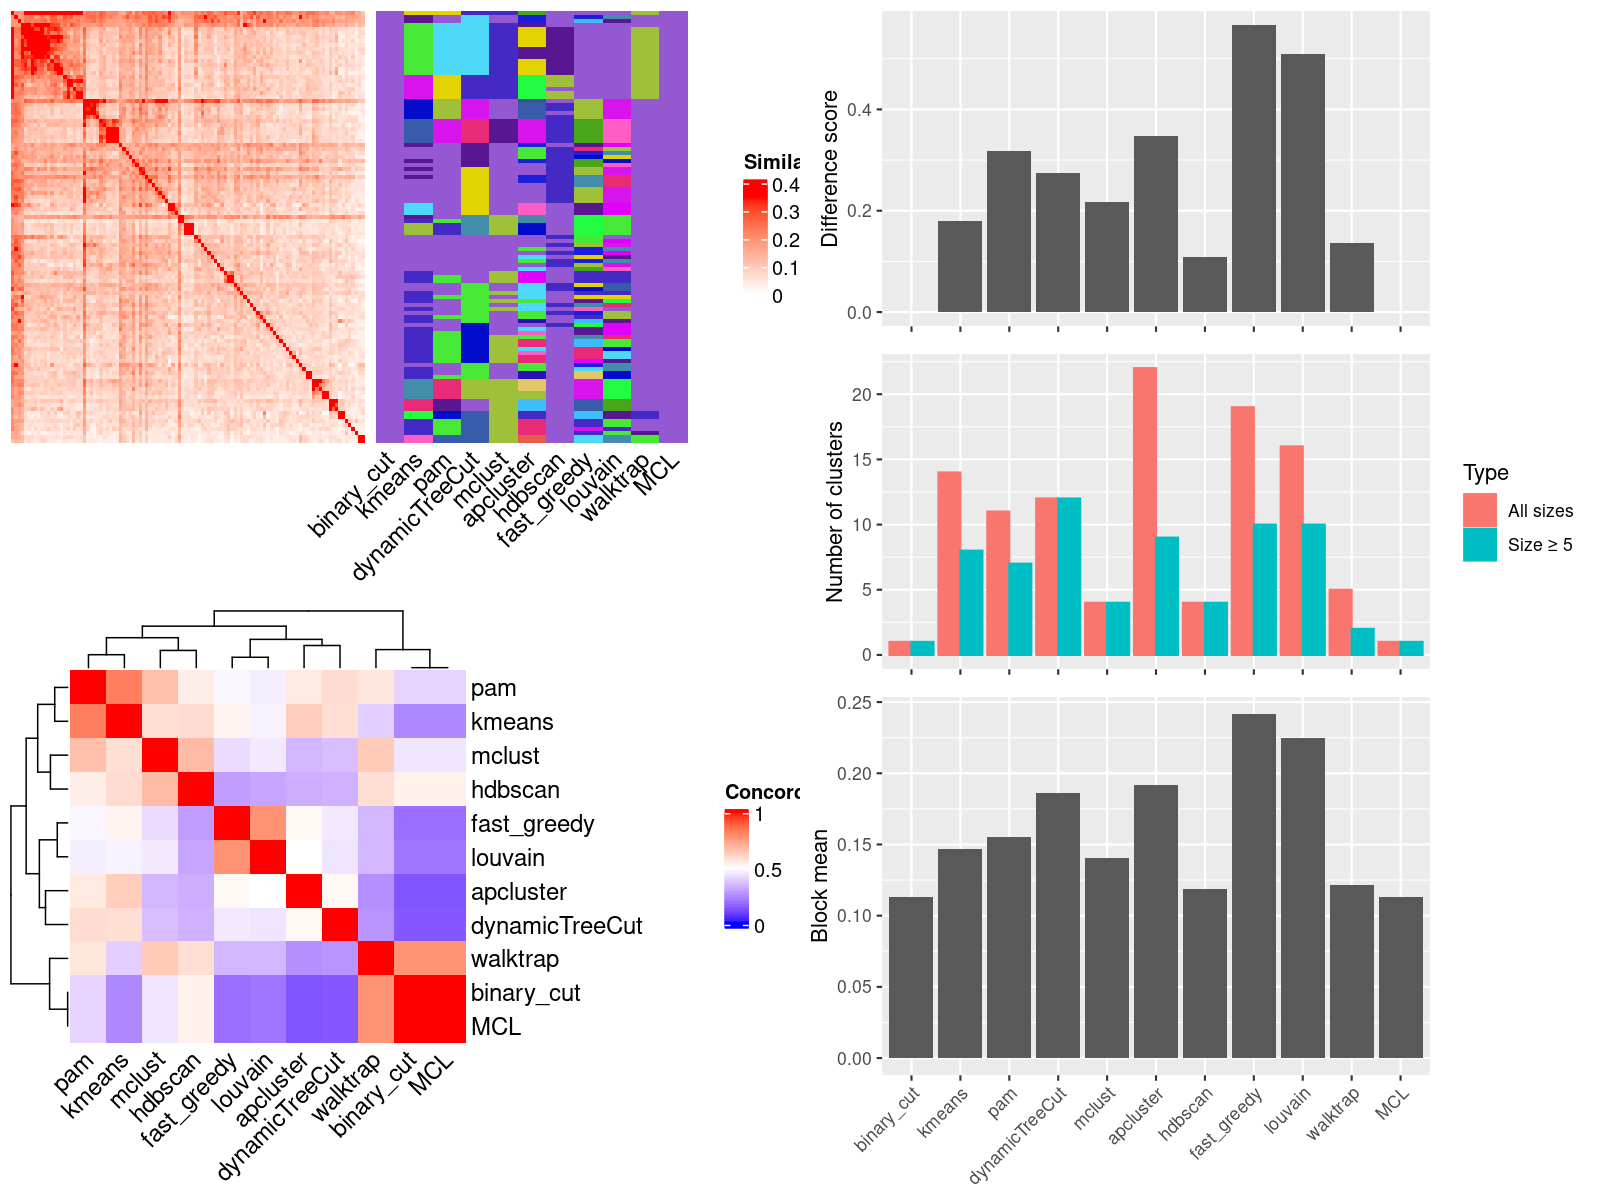 Simila
0.4
0.3
0.2
0.1
0
binary_cut
kmeans
pam
dynamicTreeCut
mclust
apcluster
hdbscan
fast_greedy
louvain
walktrap
MCL
pam
kmeans
mclust
hdbscan
fast_greedy
louvain
apcluster
dynamicTreeCut
walktrap
binary_cut
MCL
Concord
1
0.5
0
pam
kmeans
mclust
hdbscan
fast_greedy
louvain
apcluster
dynamicTreeCut
walktrap
binary_cut
MCL
Difference score
0.4
0.2
0.0
Number of clusters
20
15
10
5
0
Type
All sizes
Size ≥ 5
Block mean
0.25
0.20
0.15
0.10
0.05
0.00
binary_cut
kmeans
pam
dynamicTreeCut
mclust
apcluster
hdbscan
fast_greedy
louvain
walktrap
MCL